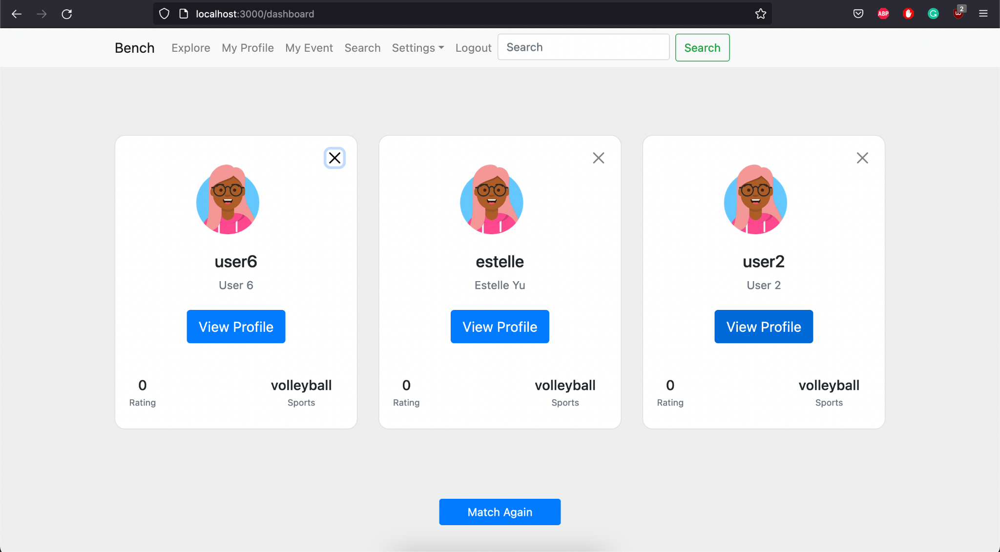 localhost:3000/dashboard
ABP
2
Bench Explore My Profile My Event Search Settings Logout Search Search
user6
User 6
View Profile
0 volleyball
Rating Sports
estelle
Estelle Yu
View Profile
0 volleyball
Rating Sports
user2
User 2
View Profile
0 volleyball
Rating Sports
Match Again